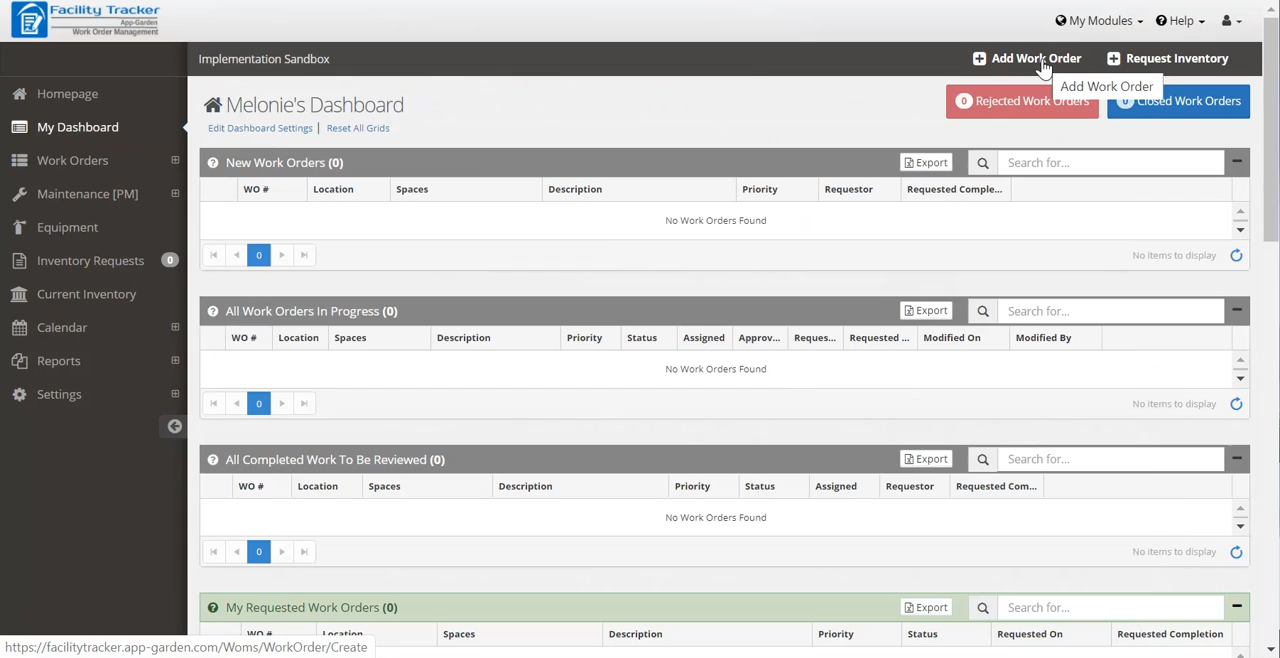 Facility Tracker
App-Garden
Work Order Management
My Modules
Help
Implementation Sandbox
Add Work Order
Request Inventory
Add Work Order
Homepage
My Dashboard
Work Orders
Maintenance [PM]
Equipment
Inventory Requests 0
Current Inventory
Calendar
Reports
Settings
Melonie's Dashboard
0 Rejected Work Orders
0 Closed Work Orders
Edit Dashboard Settings | Reset All Grids
New Work Orders (0) Export Search for...
WO # Location Spaces Description Priority Requestor Requested Comple...
No Work Orders Found
0 No items to display
All Work Orders In Progress (0) Export Search for...
WO # Location Spaces Description Priority Status Assigned Approv... Reques... Requested ... Modified On Modified By
No Work Orders Found
0 No items to display
All Completed Work To Be Reviewed (0) Export Search for...
WO # Location Spaces Description Priority Status Assigned Requestor Requested Com...
No Work Orders Found
0 No items to display
My Requested Work Orders (0) Export Search for...
WO # Location Spaces Description Priority Status Requested On Requested Completion
https://facilitytracker.app-garden.com/Woms/WorkOrder/Create